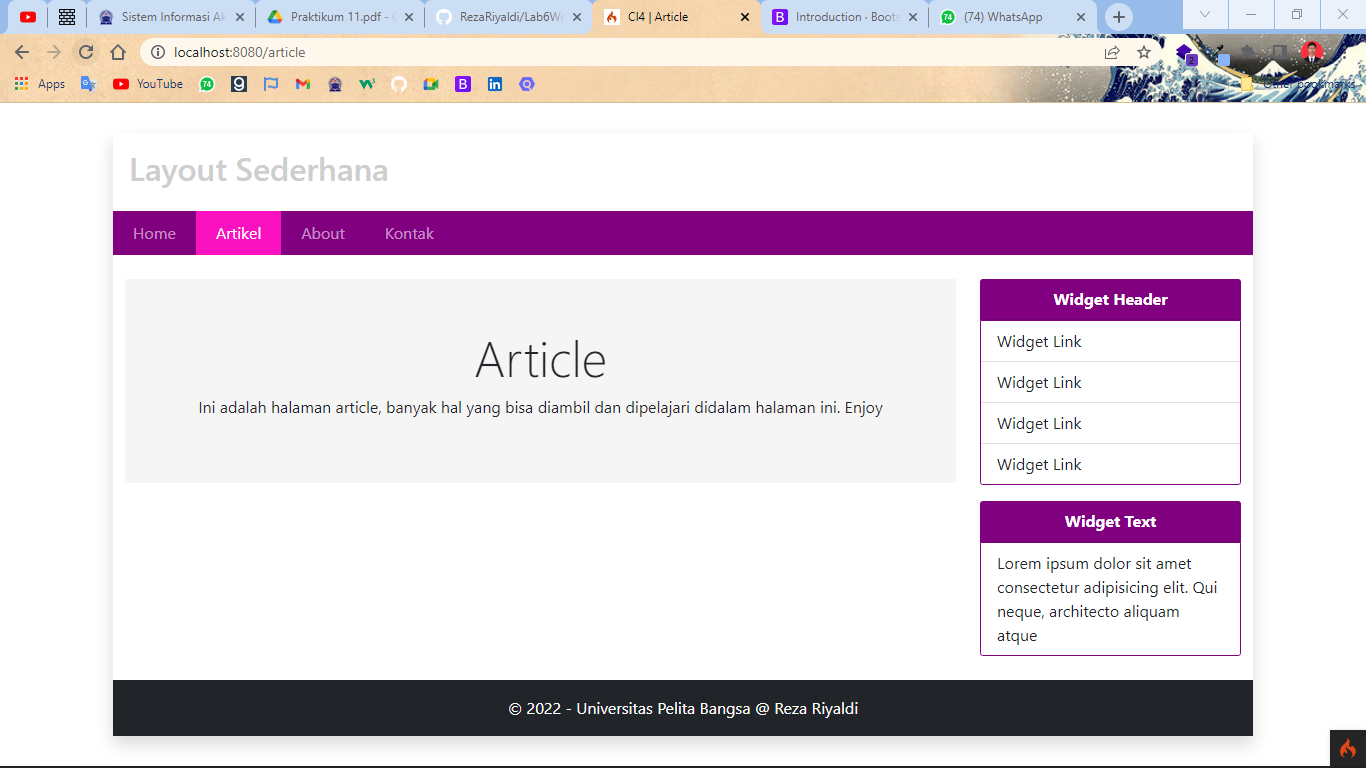 Sistem Informasi Ak
Praktikum 11.pdf - G
RezaRiyaldi/Lab6We
CI4 | Article
Introduction · Boots
(74) WhatsApp
localhost:8080/article
2
Apps
YouTube
74
Other bookmarks
Layout Sederhana
Home
Artikel
About
Kontak
Article
Ini adalah halaman article, banyak hal yang bisa diambil dan dipelajari didalam halaman ini. Enjoy
Widget Header
Widget Link
Widget Link
Widget Link
Widget Link
Widget Text
Lorem ipsum dolor sit amet
consectetur adipisicing elit. Qui
neque, architecto aliquam
atque
© 2022 - Universitas Pelita Bangsa @ Reza Riyaldi